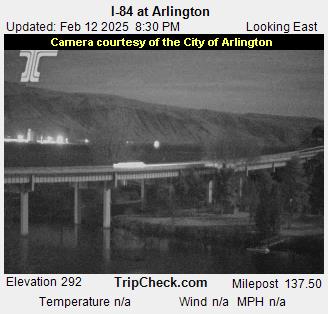 I-84 at Arlington
Updated: Feb 12 2025 8:30 PM Looking East
Camera courtesy of the City of Arlington
Elevation 292 TripCheck.com Milepost 137.50
Temperature n/a Wind n/a MPH n/a